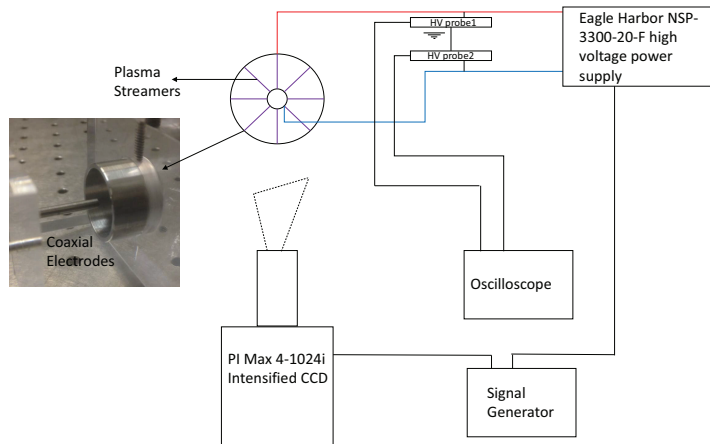 HV probe1
Eagle Harbor NSP-
3300-20-F high
voltage power
supply
HV probe2
Plasma
Streamers
Coaxial
Electrodes
Oscilloscope
PI Max 4-1024i
Intensified CCD
Signal
Generator